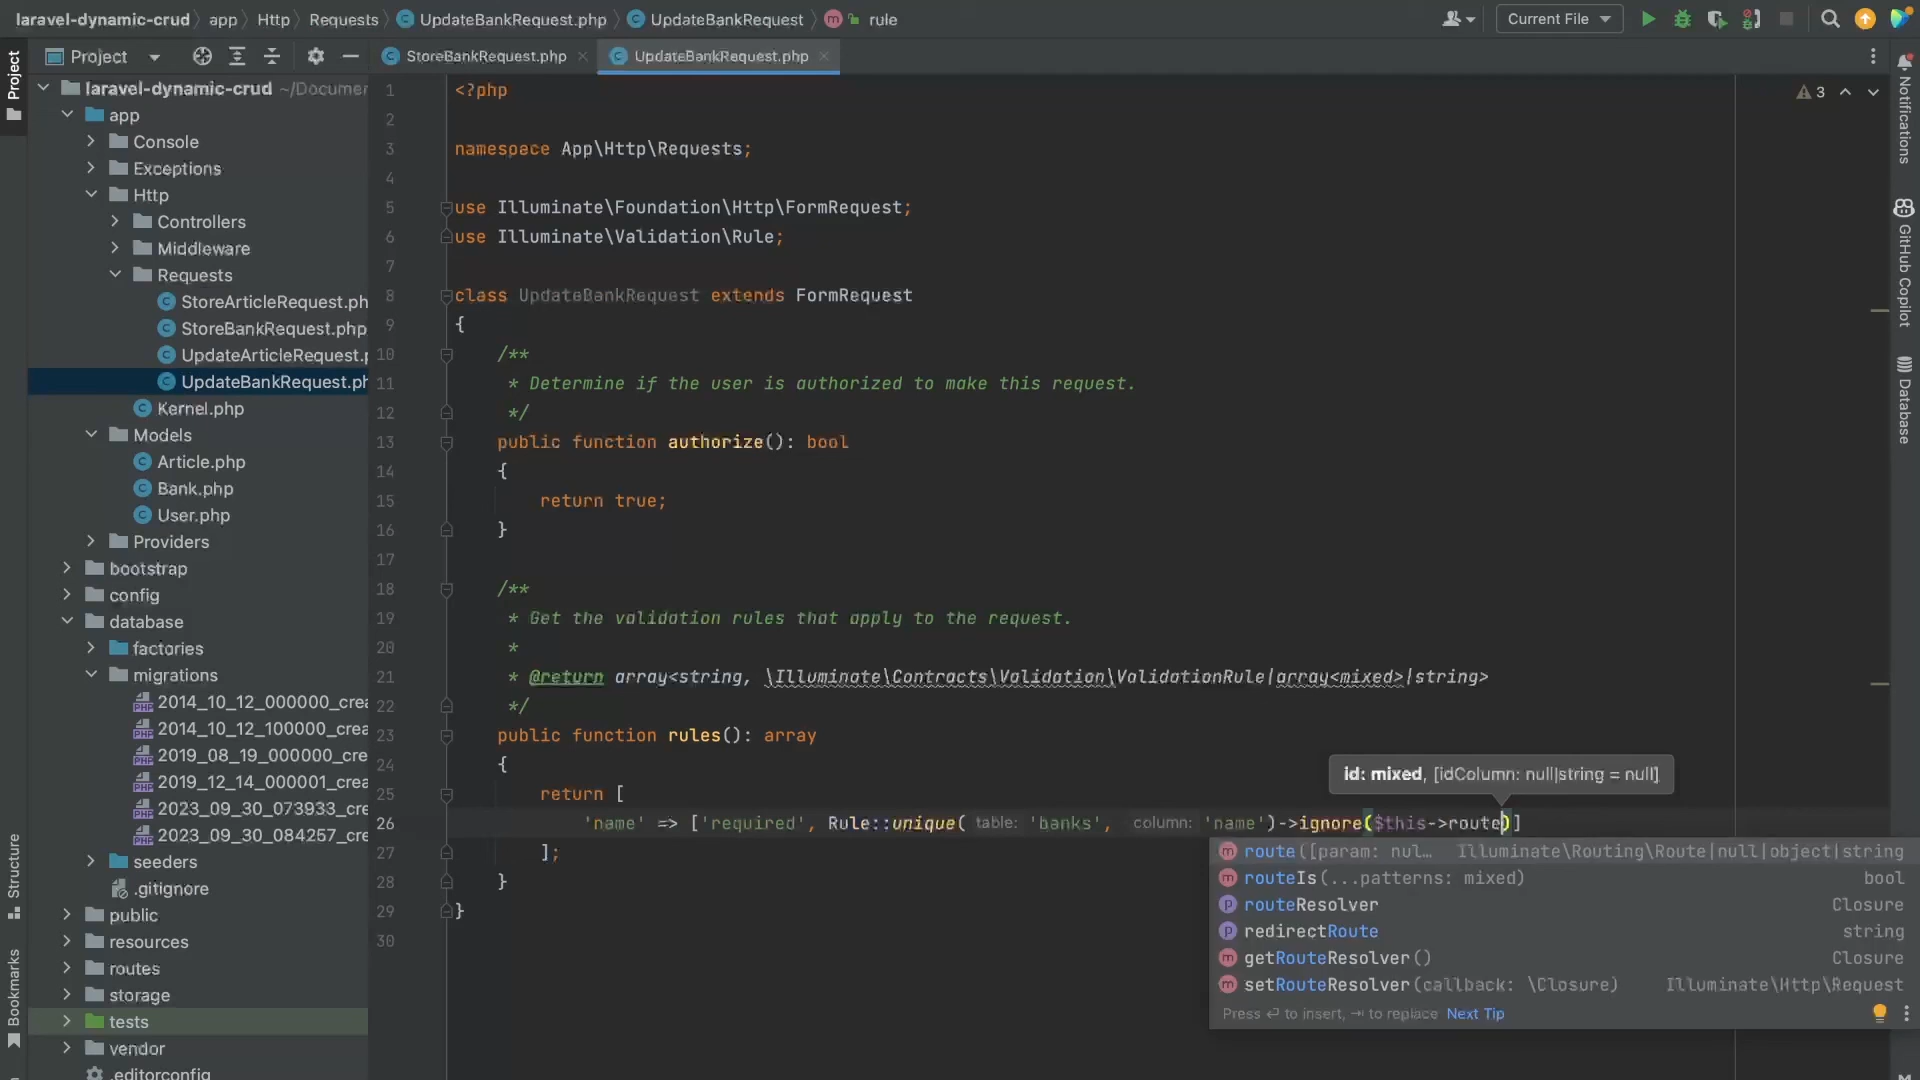 laravel-dynamic-crud app Http Requests UpdateBankRequest.php UpdateBankRequest rule
Current File
Project
StoreBankRequest.php
UpdateBankRequest.php
Project
Structure
Bookmarks
laravel-dynamic-crud ~/Documen
app
Console
Exceptions
Http
Controllers
Middleware
Requests
StoreArticleRequest.ph
StoreBankRequest.php
UpdateArticleRequest.p
UpdateBankRequest.ph
Kernel.php
Models
Article.php
Bank.php
User.php
Providers
bootstrap
config
database
factories
migrations
2014_10_12_000000_crea
2014_10_12_100000_crea
2019_08_19_000000_crea
2019_12_14_000001_crea
2023_09_30_073933_crea
2023_09_30_084257_crea
seeders
.gitignore
public
resources
routes
storage
tests
vendor
.editorconfig
1 <?php
2
3 namespace App\Http\Requests;
4
5 use Illuminate\Foundation\Http\FormRequest;
6 use Illuminate\Validation\Rule;
7
8 class UpdateBankRequest extends FormRequest
9 {
10 /**
11 * Determine if the user is authorized to make this request.
12 */
13 public function authorize(): bool
14 {
15 return true;
16 }
17
18 /**
19 * Get the validation rules that apply to the request.
20 *
21 * @return array<string, \Illuminate\Contracts\Validation\ValidationRule|array<mixed>|string>
22 */
23 public function rules(): array
24 {
25 return [
id: mixed, [idColumn: null|string = null]
26 'name' => ['required', Rule::unique( table: 'banks', column: 'name')->ignore($this->route)]
27 ];
28 }
29 }
30
route([param: nul… Illuminate\Routing\Route|null|object|string
routeIs(...patterns: mixed) bool
routeResolver Closure
redirectRoute string
getRouteResolver() Closure
setRouteResolver(callback: \Closure) Illuminate\Http\Request
Press ↩ to insert, ⇥ to replace Next Tip
3
Notifications
GitHub Copilot
Database